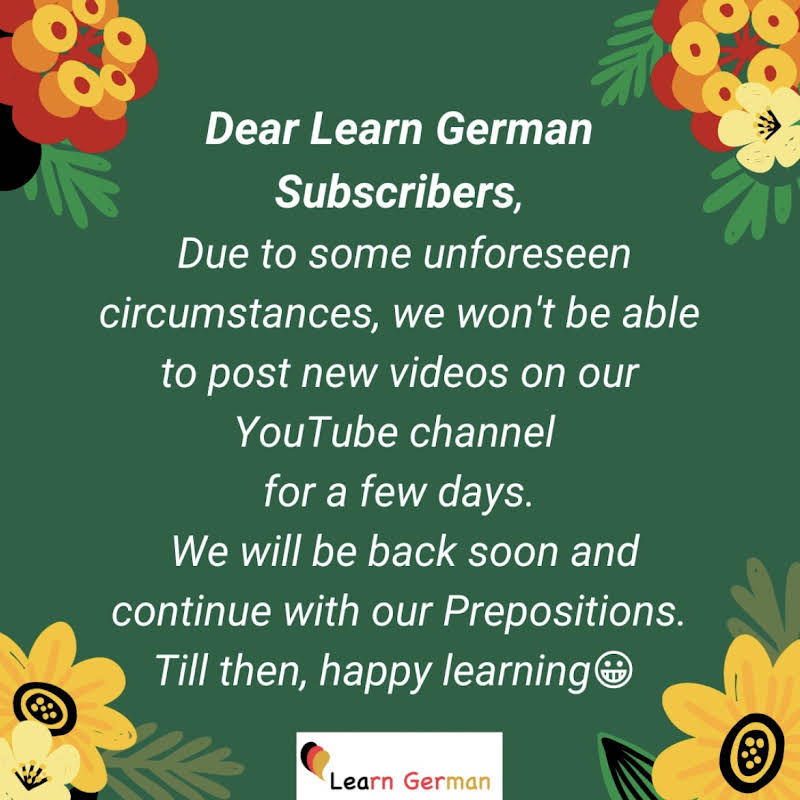 Dear Learn German
Subscribers,
Due to some unforeseen
circumstances, we won't be able
to post new videos on our
YouTube channel
for a few days.
We will be back soon and
continue with our Prepositions.
Till then, happy learning😀
Learn German